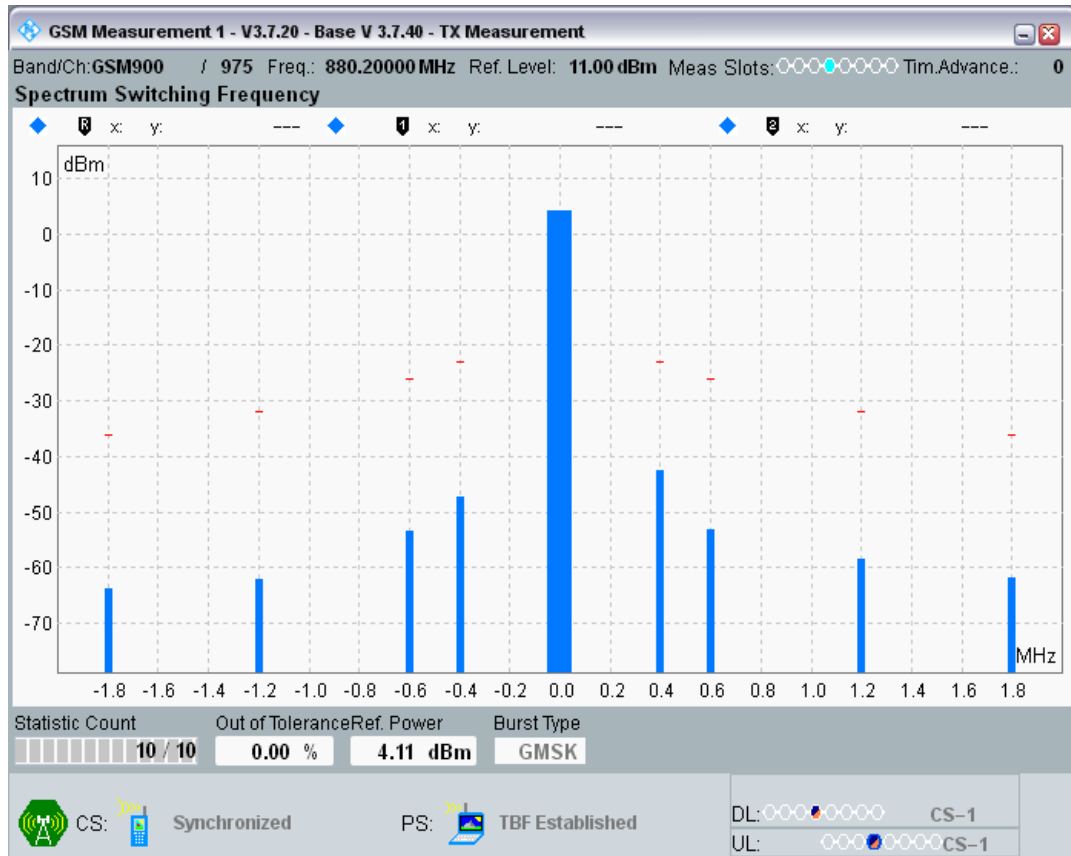 GSM Measurement 1 - V3.7.20 - Base V 3.7.40 - TX Measurement
Band/Ch:GSM900 / 975 Freq.: 880.20000 MHz Ref. Level: 11.00 dBm Meas Slots: Tim.Advance.: 0
Spectrum Switching Frequency
R x: y: --- 1 x: y: --- 2 x: y: ---
dBm
10
0
-10
-20
-30
-40
-50
-60
-70
MHz
-1.8 -1.6 -1.4 -1.2 -1.0 -0.8 -0.6 -0.4 -0.2 0.0 0.2 0.4 0.6 0.8 1.0 1.2 1.4 1.6 1.8
Statistic Count Out of Tolerance Ref. Power Burst Type
10 / 10 0.00 % 4.11 dBm GMSK
CS: Synchronized PS: TBF Established DL: CS-1
UL: CS-1